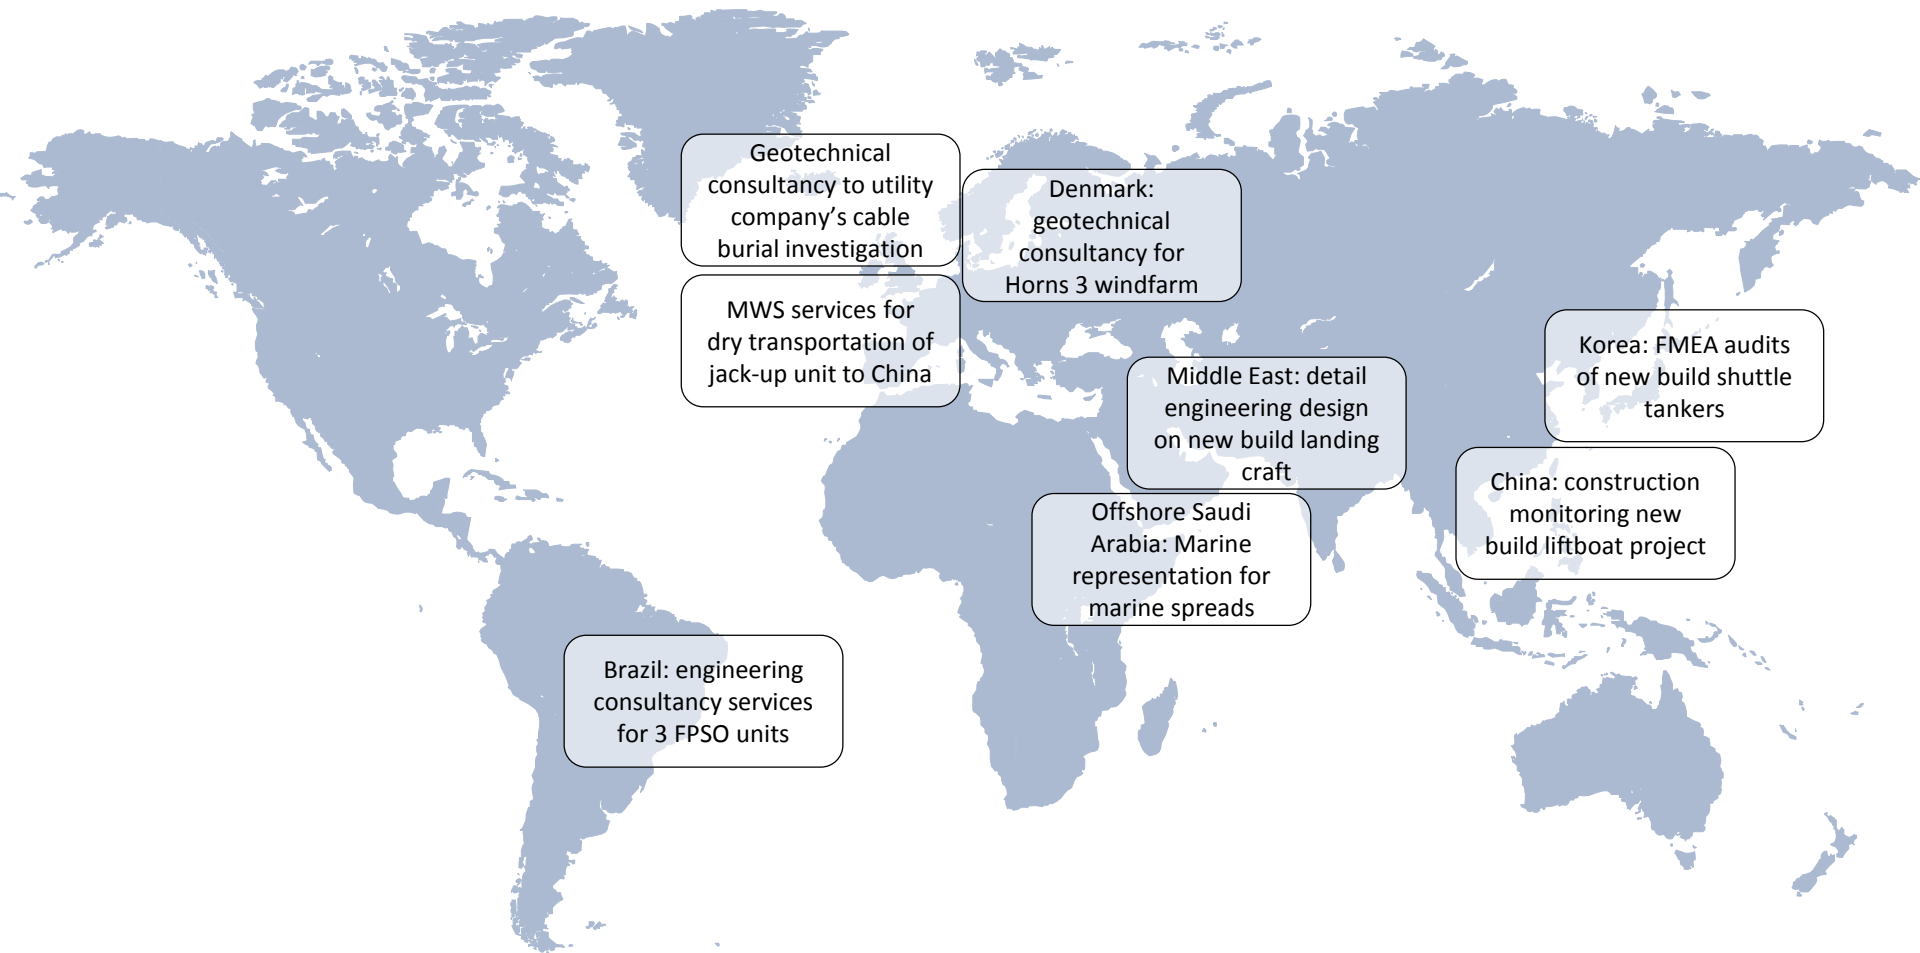 Geotechnical
consultancy to utility
company’s cable
burial investigation
Denmark:
geotechnical
consultancy for
Horns 3 windfarm
MWS services for
dry transportation of
jack-up unit to China
Korea: FMEA audits
of new build shuttle
tankers
Middle East: detail
engineering design
on new build landing
craft
China: construction
monitoring new
build liftboat project
Offshore Saudi
Arabia: Marine
representation for
marine spreads
Brazil: engineering
consultancy services
for 3 FPSO units